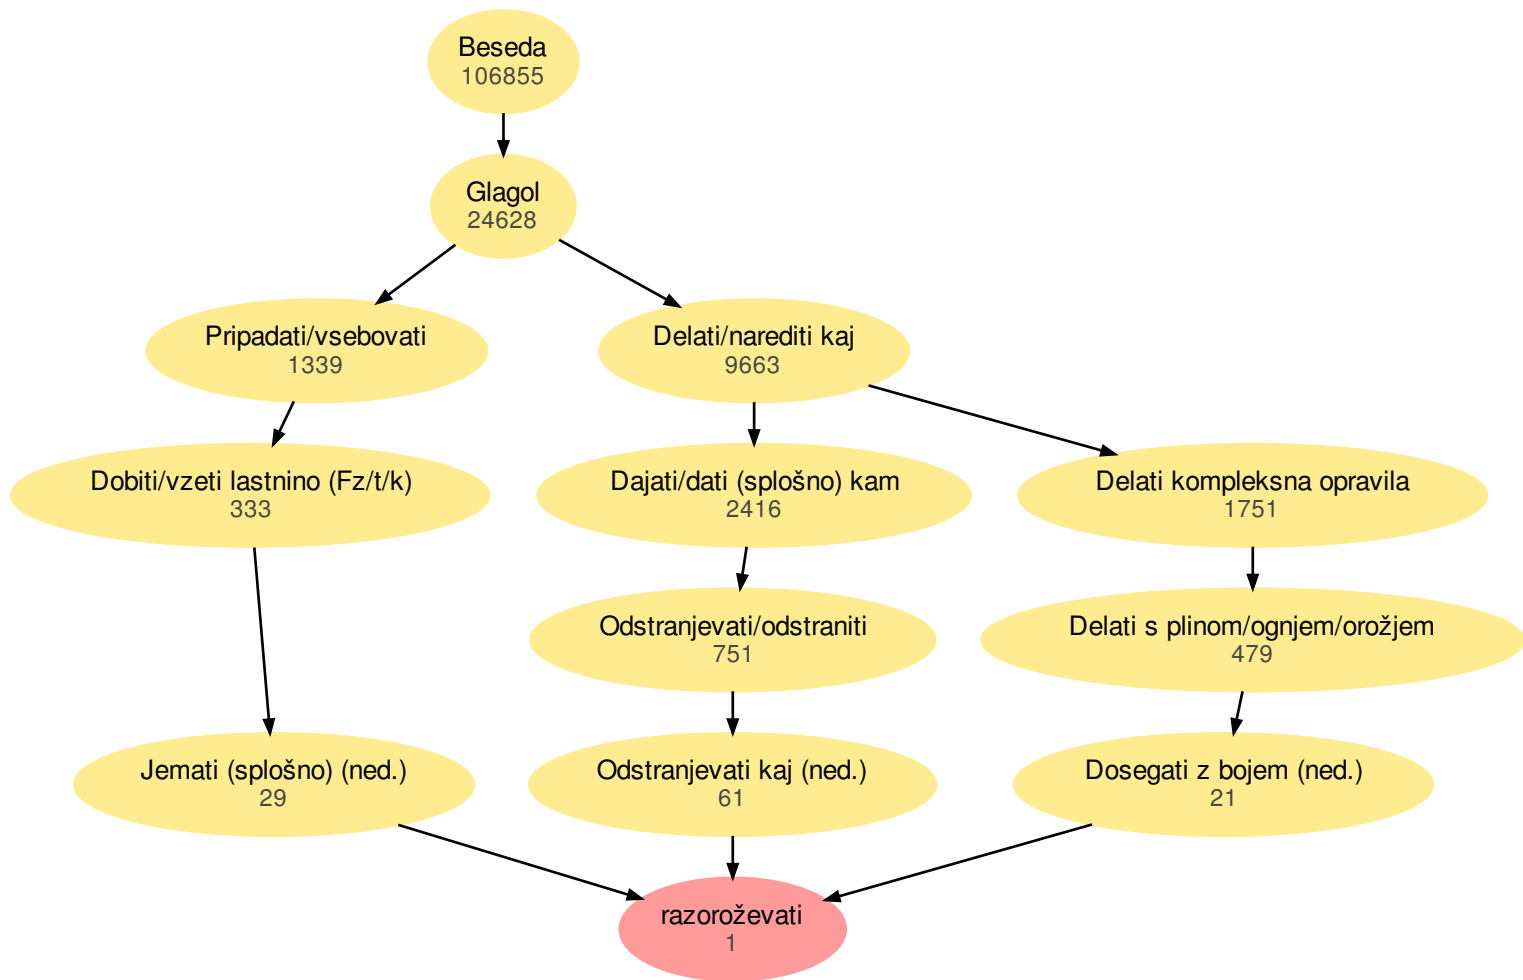 Beseda
106855
Glagol
24628
Pripadati/vsebovati
1339
Delati/narediti kaj
9663
Dobiti/vzeti lastnino (Fz/t/k)
333
Dajati/dati (splošno) kam
2416
Delati kompleksna opravila
1751
Odstranjevati/odstraniti
751
Delati s plinom/ognjem/orožjem
479
Jemati (splošno) (ned.)
29
Odstranjevati kaj (ned.)
61
Dosegati z bojem (ned.)
21
razoroževati
1